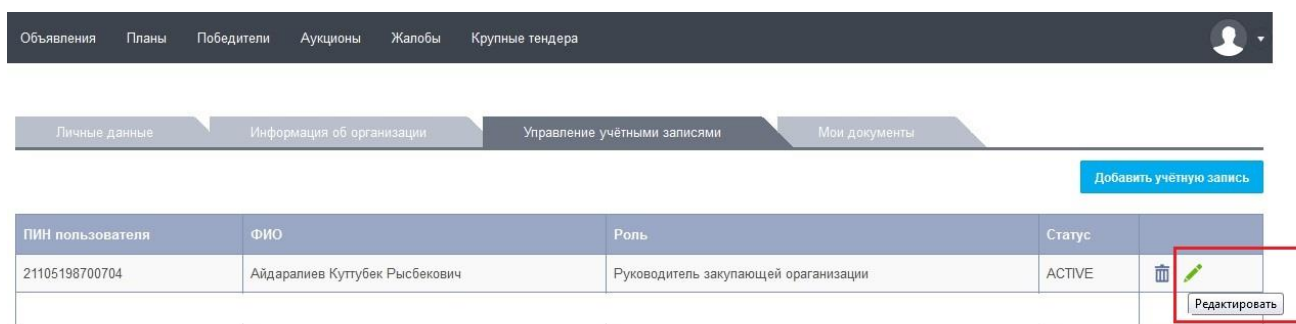 Объявления Планы Победители Аукционы Жалобы Крупные тендера
Личные данные Информация об организации Управление учётными записями Мои документы
Добавить учётную запись
ПИН пользователя ФИО Роль Статус
21105198700704 Айдаралиев Куттубек Рысбекович Руководитель закупающей ораганизации ACTIVE
Редактировать